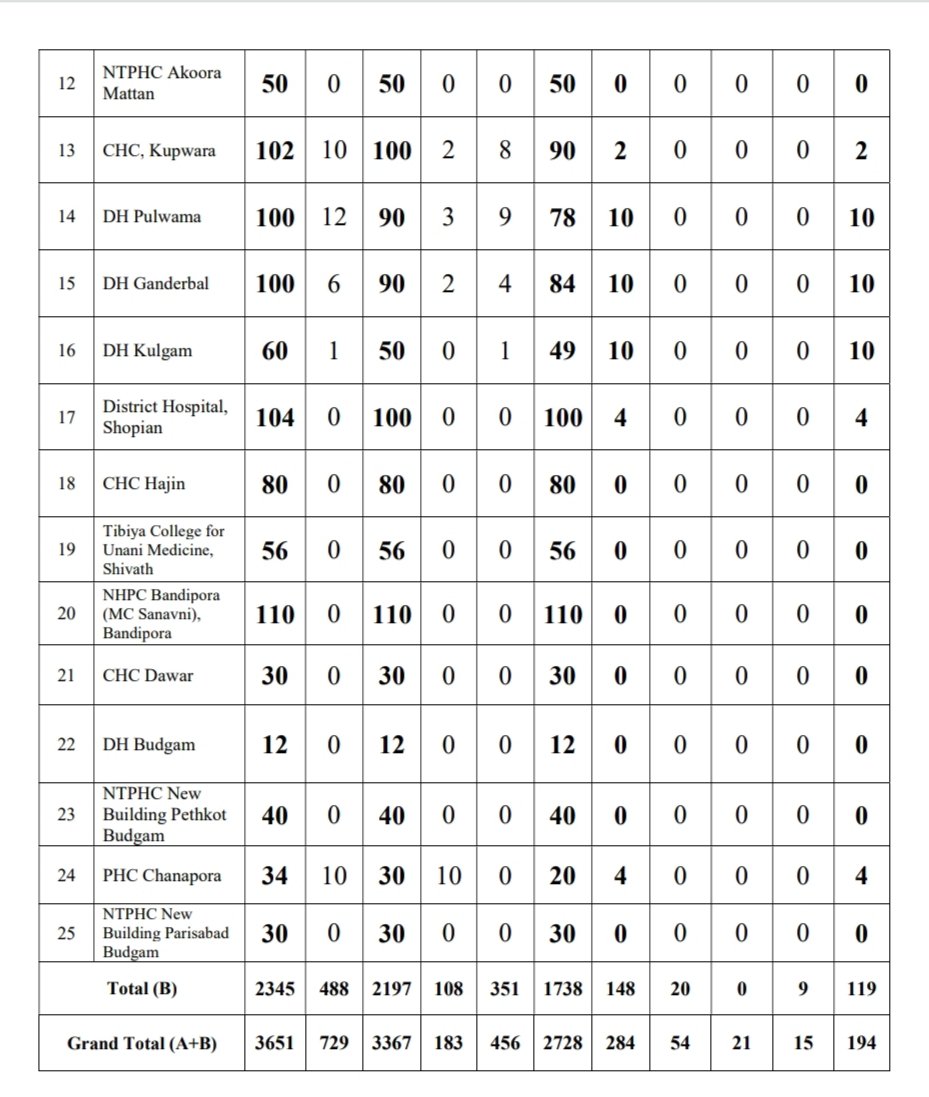 12 NTPHC Akoora Mattan 50 0 50 0 0 50 0 0 0 0 0
13 CHC, Kupwara 102 10 100 2 8 90 2 0 0 0 2
14 DH Pulwama 100 12 90 3 9 78 10 0 0 0 10
15 DH Ganderbal 100 6 90 2 4 84 10 0 0 0 10
16 DH Kulgam 60 1 50 0 1 49 10 0 0 0 10
17 District Hospital, Shopian 104 0 100 0 0 100 4 0 0 0 4
18 CHC Hajin 80 0 80 0 0 80 0 0 0 0 0
19 Tibiya College for Unani Medicine, Shivath 56 0 56 0 0 56 0 0 0 0 0
20 NHPC Bandipora (MC Sanavni), Bandipora 110 0 110 0 0 110 0 0 0 0 0
21 CHC Dawar 30 0 30 0 0 30 0 0 0 0 0
22 DH Budgam 12 0 12 0 0 12 0 0 0 0 0
23 NTPHC New Building Pethkot Budgam 40 0 40 0 0 40 0 0 0 0 0
24 PHC Chanapora 34 10 30 10 0 20 4 0 0 0 4
25 NTPHC New Building Parisabad Budgam 30 0 30 0 0 30 0 0 0 0 0
Total (B) 2345 488 2197 108 351 1738 148 20 0 9 119
Grand Total (A+B) 3651 729 3367 183 456 2728 284 54 21 15 194